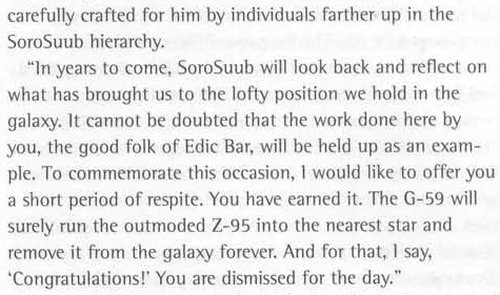 carefully crafted for him by individuals farther up in the
SoroSuub hierarchy.
"In years to come, SoroSuub will look back and reflect on
what has brought us to the lofty position we hold in the
galaxy. It cannot be doubted that the work done here by
you, the good folk of Edic Bar, will be held up as an exam-
ple. To commemorate this occasion, I would like to offer you
a short period of respite. You have earned it. The G-59 will
surely run the outmoded Z-95 into the nearest star and
remove it from the galaxy forever. And for that, I say,
'Congratulations!' You are dismissed for the day."